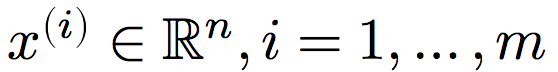 x^{(i)} ∈ ℝ^n, i = 1, ..., m